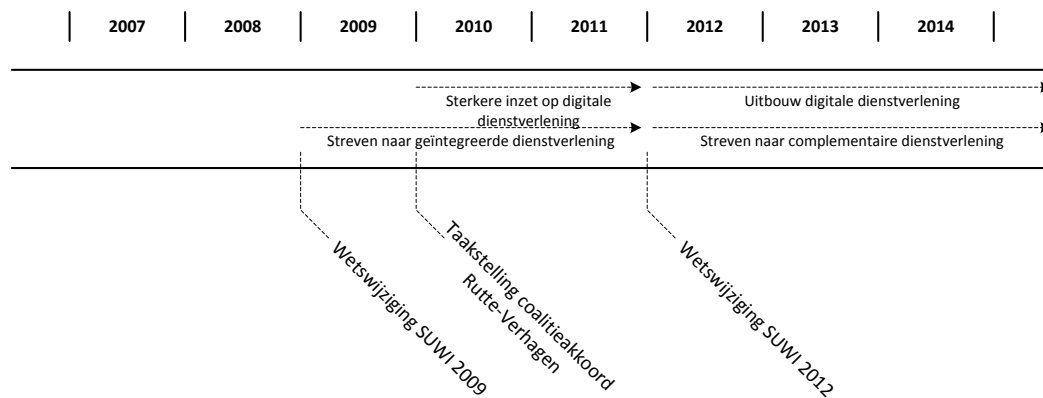 2007 2008 2009 2010 2011 2012 2013 2014
Sterkere inzet op digitale
dienstverlening
Uitbouw digitale dienstverlening
Streven naar geïntegreerde dienstverlening
Streven naar complementaire dienstverlening
Wetswijziging SUWI 2009
Taakstelling coalitieakkoord
Rutte-Verhagen
Wetswijziging SUWI 2012